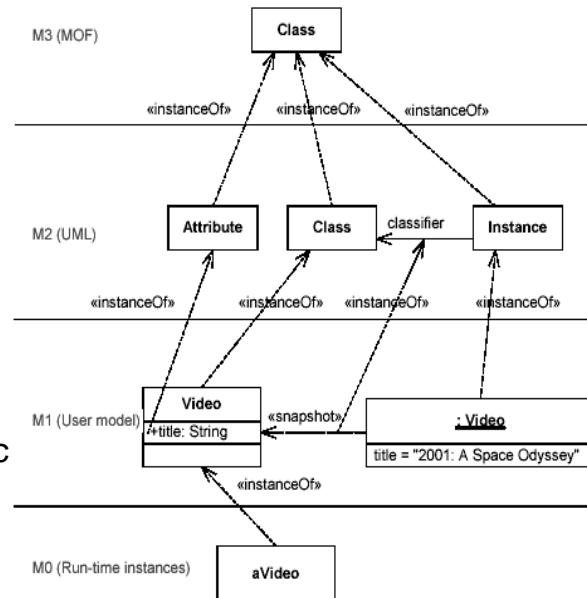 M3 (MOF)
Class
«instanceOf» «instanceOf» «instanceOf»
M2 (UML)
Attribute
Class
classifier
Instance
«instanceOf» «instanceOf» «instanceOf» «instanceOf»
M1 (User model)
Video
+title: String
«snapshot»
: Video
title = "2001: A Space Odyssey"
c
«instanceOf»
M0 (Run-time instances)
aVideo